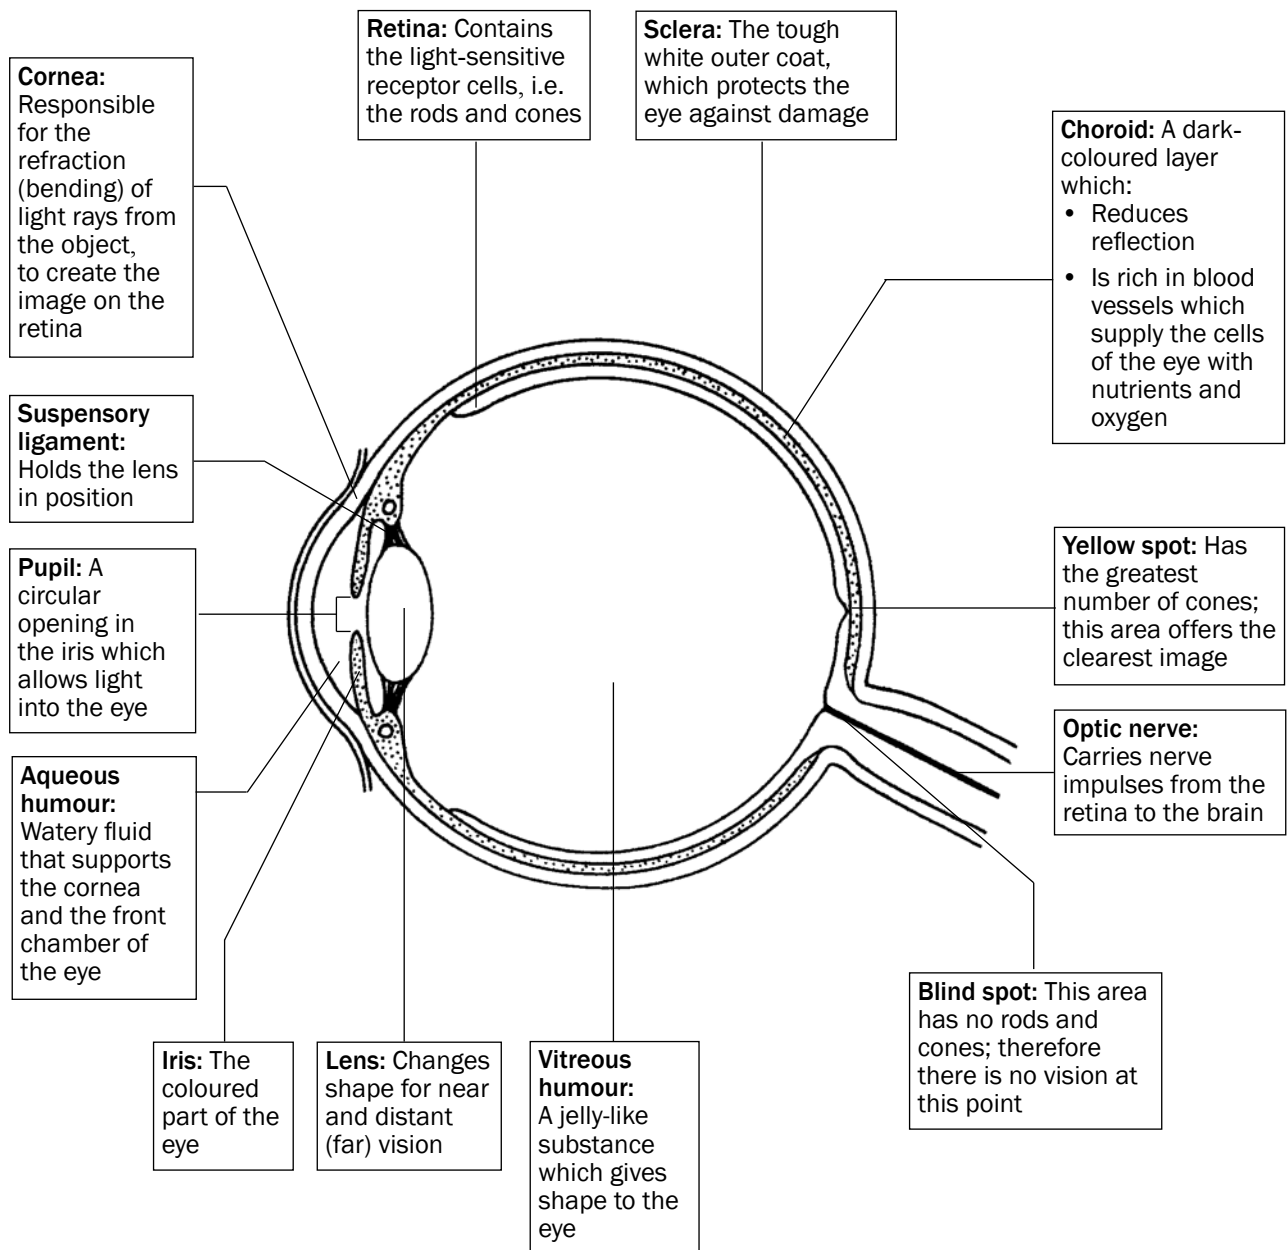 Retina: Contains
the light-sensitive
receptor cells, i.e.
the rods and cones
Sclera: The tough
white outer coat,
which protects the
eye against damage
Cornea:
Responsible
for the
refraction
(bending) of
light rays from
the object,
to create the
image on the
retina
Choroid: A dark-
coloured layer
which:
• Reduces
reflection
• Is rich in blood
vessels which
supply the cells
of the eye with
nutrients and
oxygen
Suspensory
ligament:
Holds the lens
in position
Pupil: A
circular
opening in
the iris which
allows light
into the eye
Yellow spot: Has
the greatest
number of cones;
this area offers the
clearest image
Optic nerve:
Carries nerve
impulses from the
retina to the brain
Aqueous
humour:
Watery fluid
that supports
the cornea
and the front
chamber of
the eye
Blind spot: This area
has no rods and
cones; therefore
there is no vision at
this point
Iris: The
coloured
part of the
eye
Lens: Changes
shape for near
and distant
(far) vision
Vitreous
humour:
A jelly-like
substance
which gives
shape to the
eye